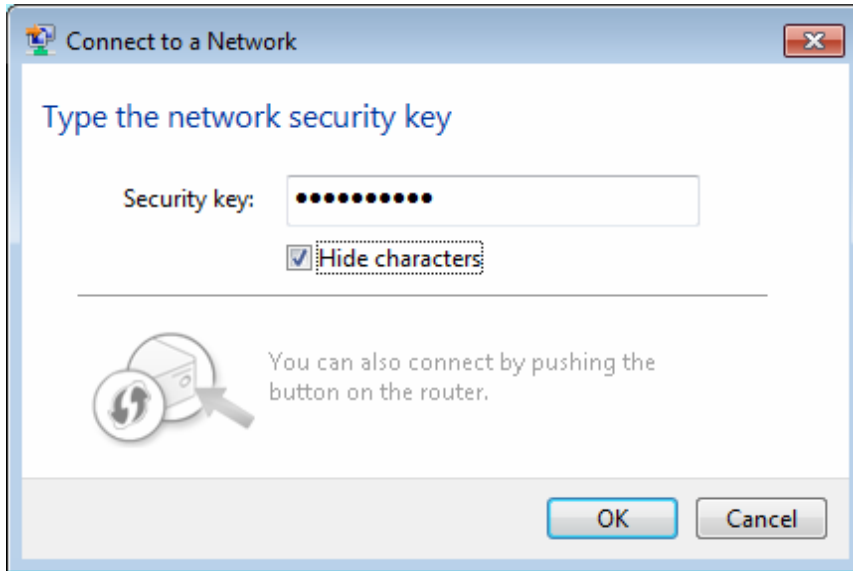 Connect to a Network
Type the network security key
Security key: ●●●●●●●●●●
Hide characters
You can also connect by pushing the
button on the router.
OK Cancel